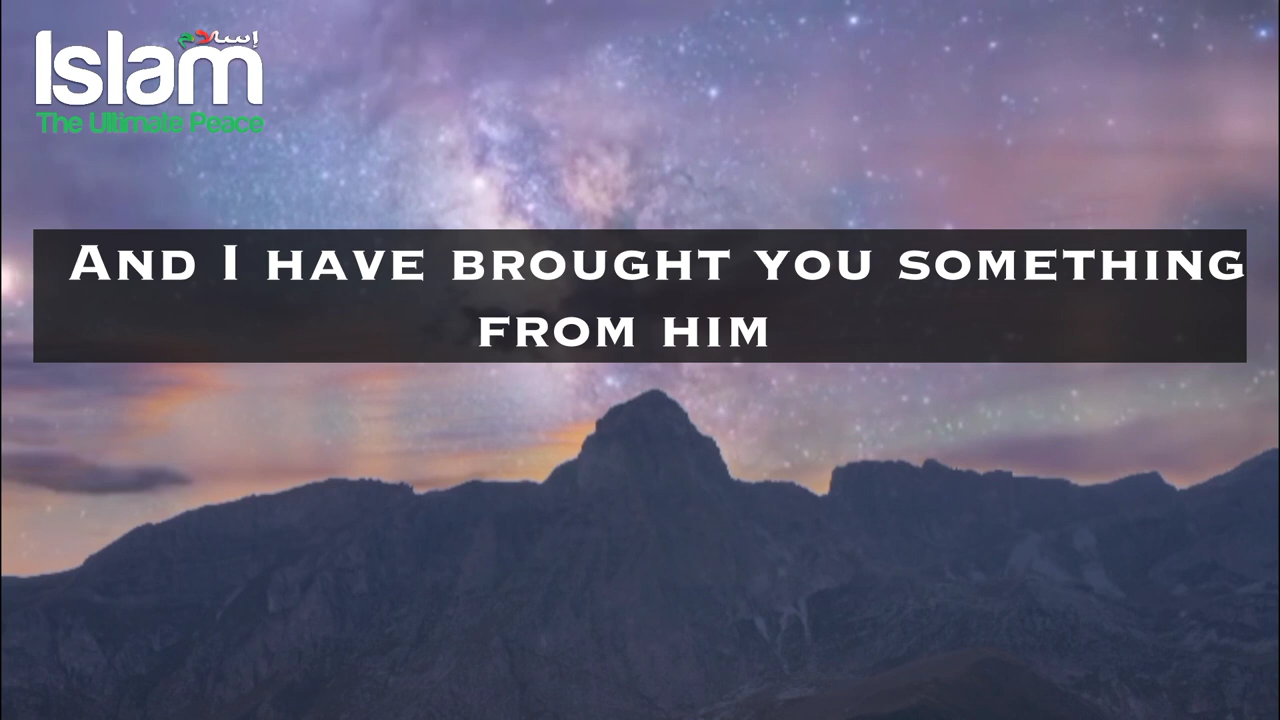 إسلام
Islam
The Ultimate Peace
And I have brought you something
from him